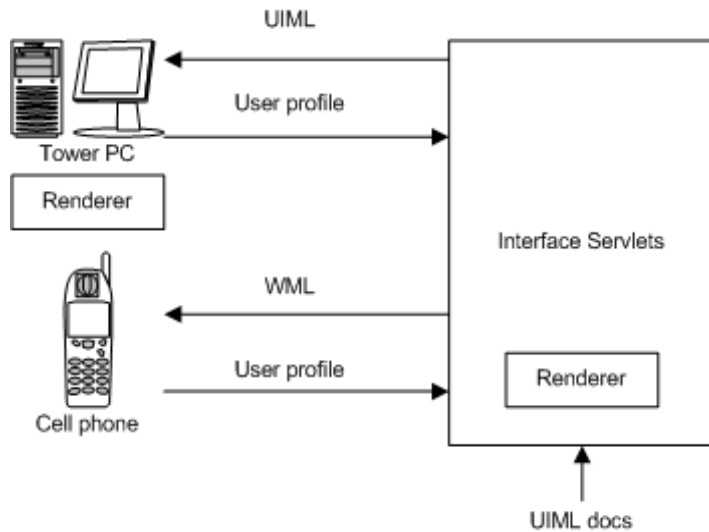 UIML
User profile
Tower PC
Renderer
Interface Servlets
WML
User profile
Renderer
Cell phone
UIML docs